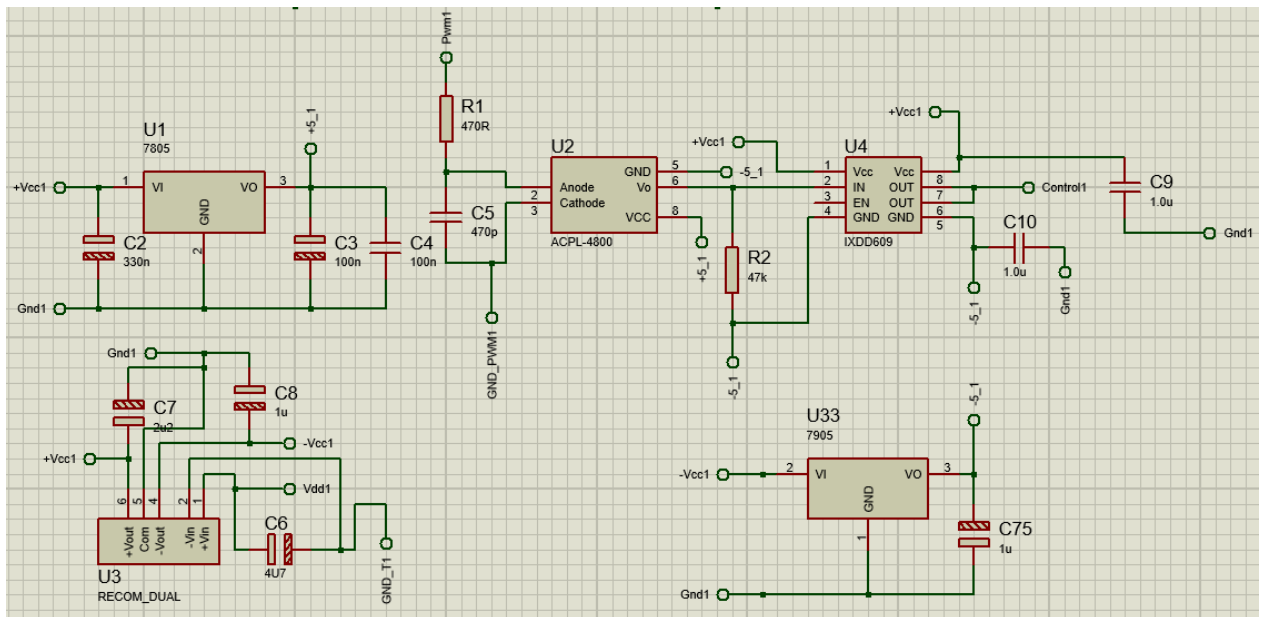 Pwm1
R1
470R
U1
7805
+5_1
+Vcc1
1
VI
VO
3
GND
2
C2
330n
C3
100n
C4
100n
Gnd1
C5
470p
GND_PWM1
U2
2
3
Anode
Cathode
GND
Vo
VCC
5
6
8
ACPL-4800
-5_1
+5_1
+Vcc1
R2
47k
-5_1
U4
1
2
3
4
Vcc
IN
EN
GND
Vcc
OUT
OUT
GND
8
7
6
5
IXDD609
+Vcc1
Control1
C9
1.0u
Gnd1
C10
1.0u
Gnd1
-5_1
Gnd1
C7
2u2
C8
1u
-Vcc1
+Vcc1
Vdd1
6
5
4
2
1
+Vout
Com
-Vout
-Vin
+Vin
C6
4U7
GND_T1
U3
RECOM_DUAL
U33
7905
-5_1
-Vcc1
2
VI
VO
3
GND
1
C75
1u
Gnd1